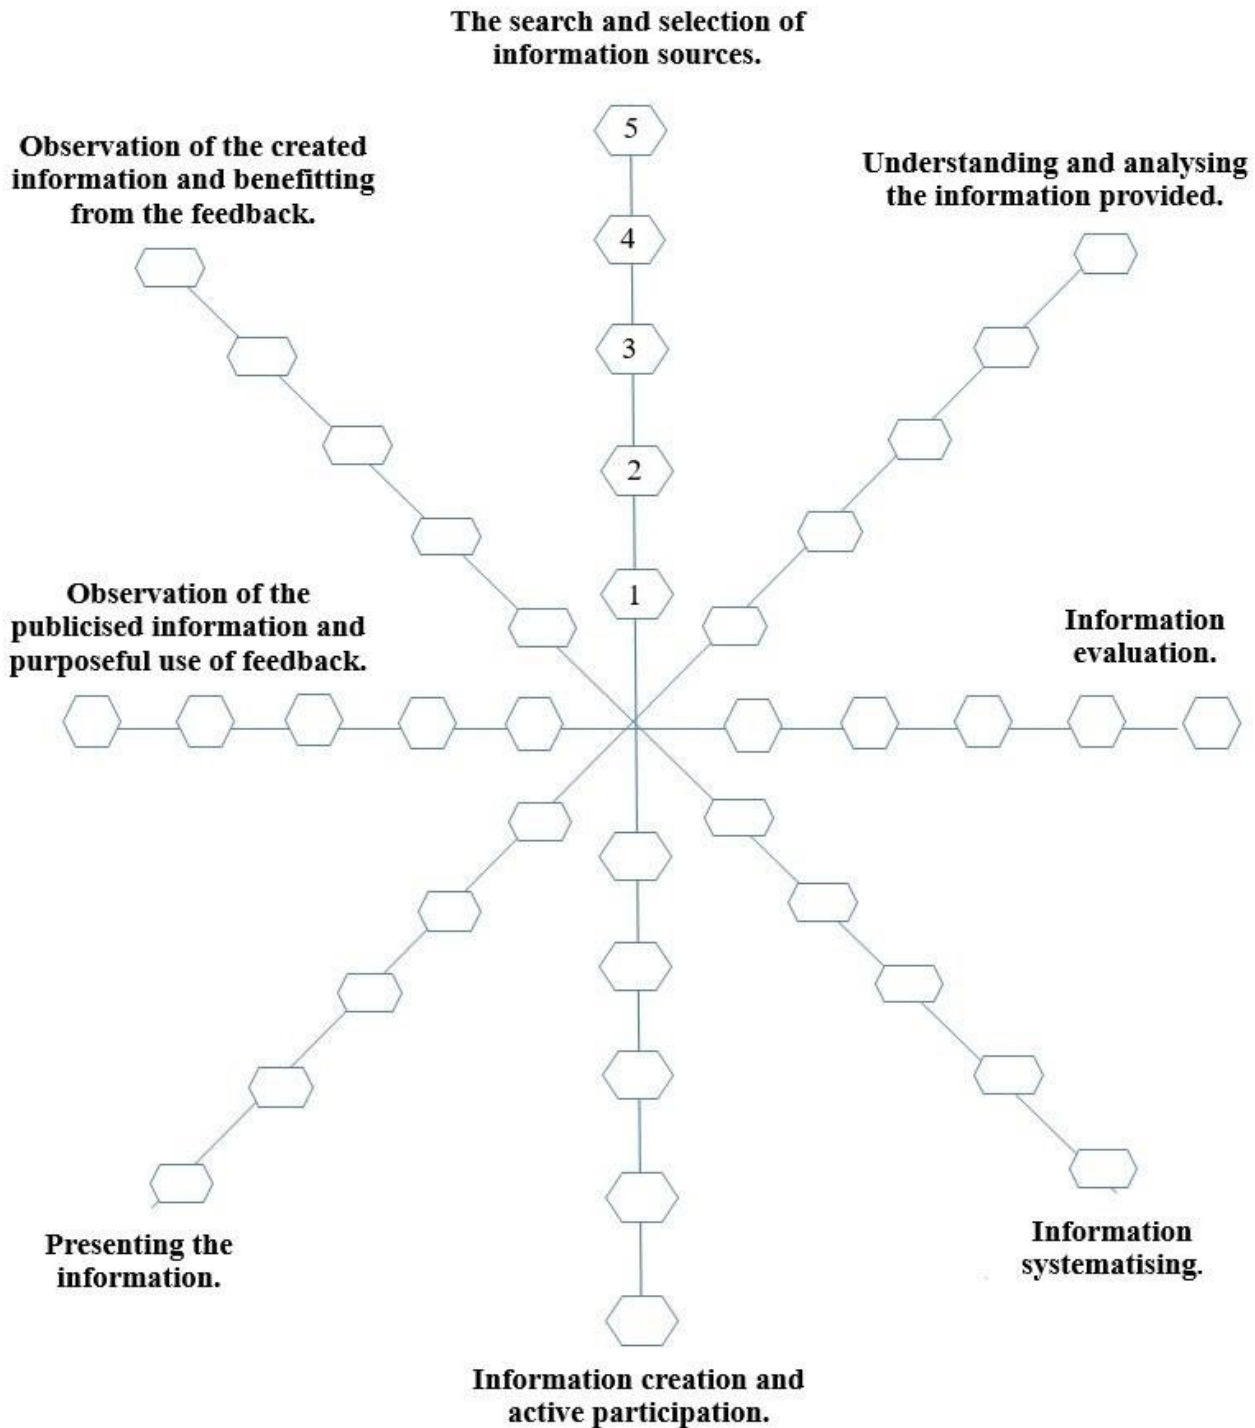 The search and selection of
information sources.
5
Observation of the created
information and benefitting
from the feedback.
Understanding and analysing
the information provided.
4
3
2
Observation of the
publicised information and
purposeful use of feedback.
1
Information
evaluation.
Presenting the
information.
Information
systematising.
Information creation and
active participation.